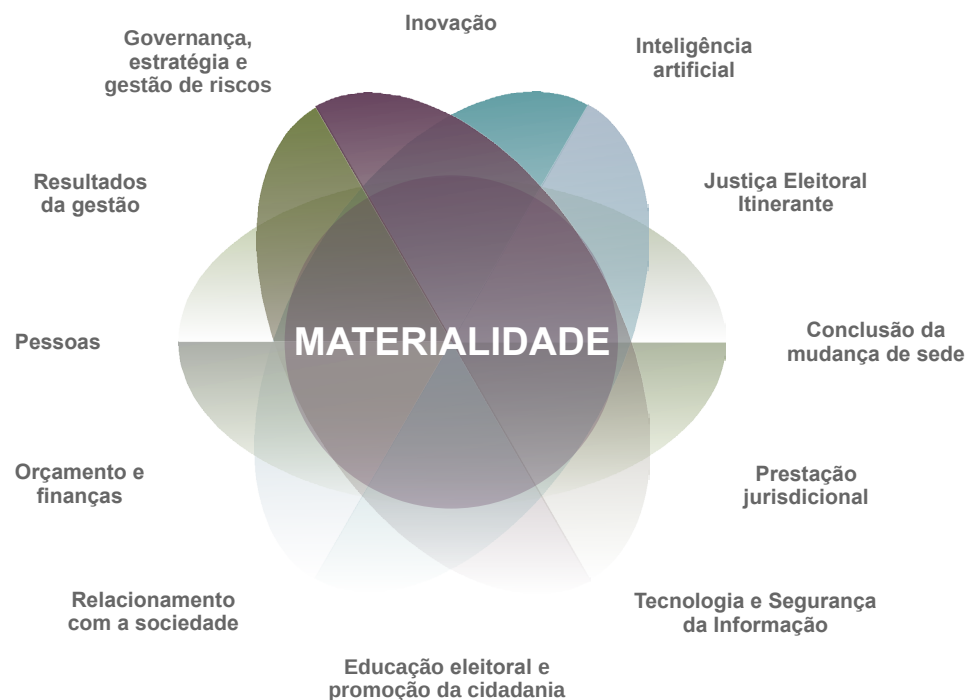 Inovação
Governança,
estratégia e
gestão de riscos
Inteligência
artificial
Resultados
da gestão
Justiça Eleitoral
Itinerante
Pessoas
MATERIALIDADE
Conclusão da
mudança de sede
Orçamento e
finanças
Prestação
jurisdicional
Relacionamento
com a sociedade
Tecnologia e Segurança
da Informação
Educação eleitoral e
promoção da cidadania